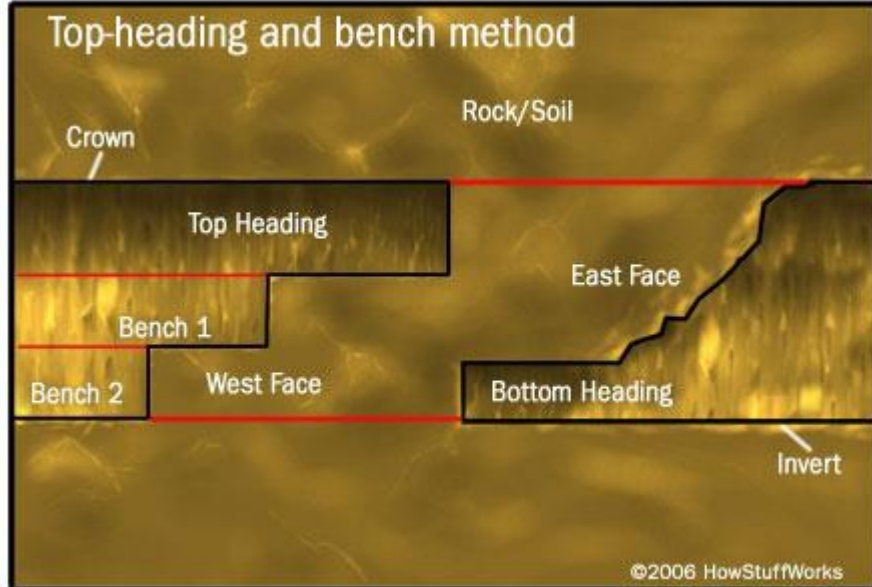 Top-heading and bench method
Rock/Soil
Crown
Top Heading
East Face
Bench 1
West Face
Bench 2
Bottom Heading
Invert
©2006 HowStuffWorks